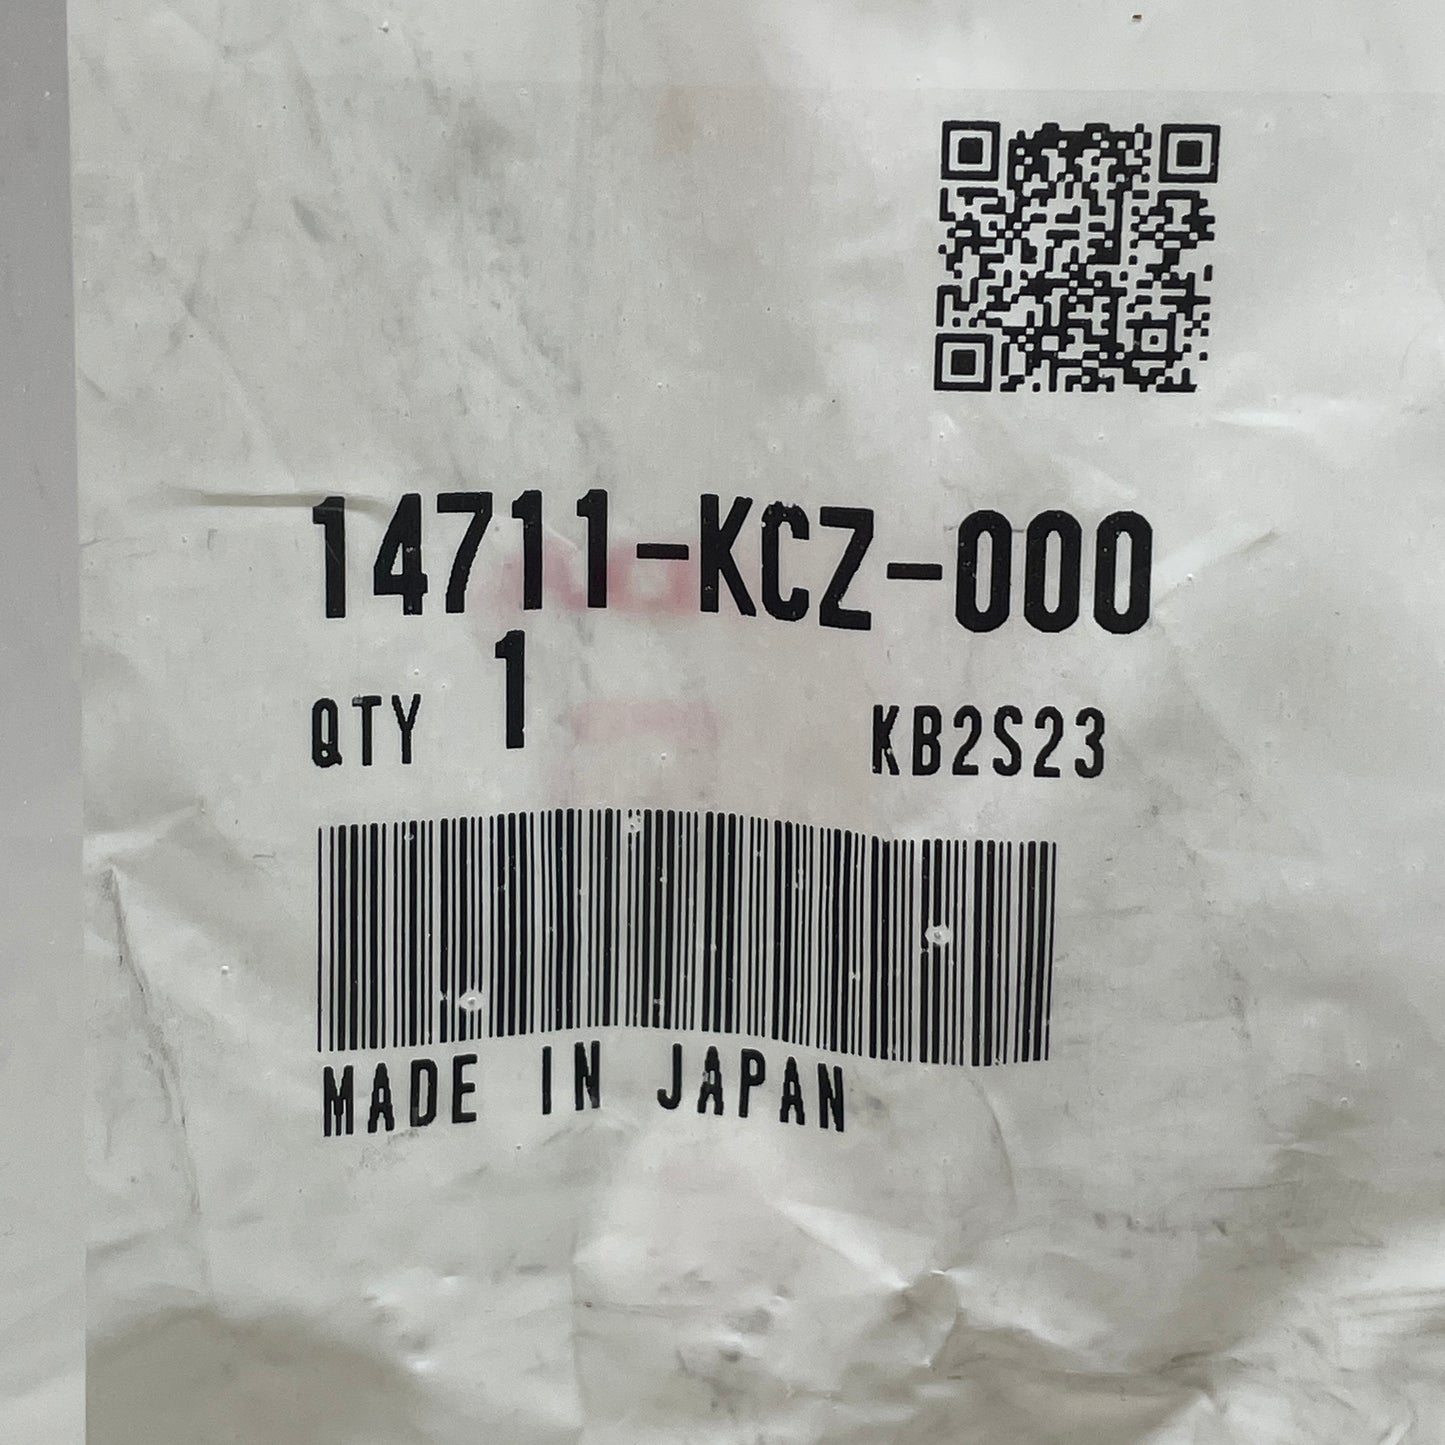 14711-KCZ-000
QTY 1 KB2S23
MADE IN JAPAN